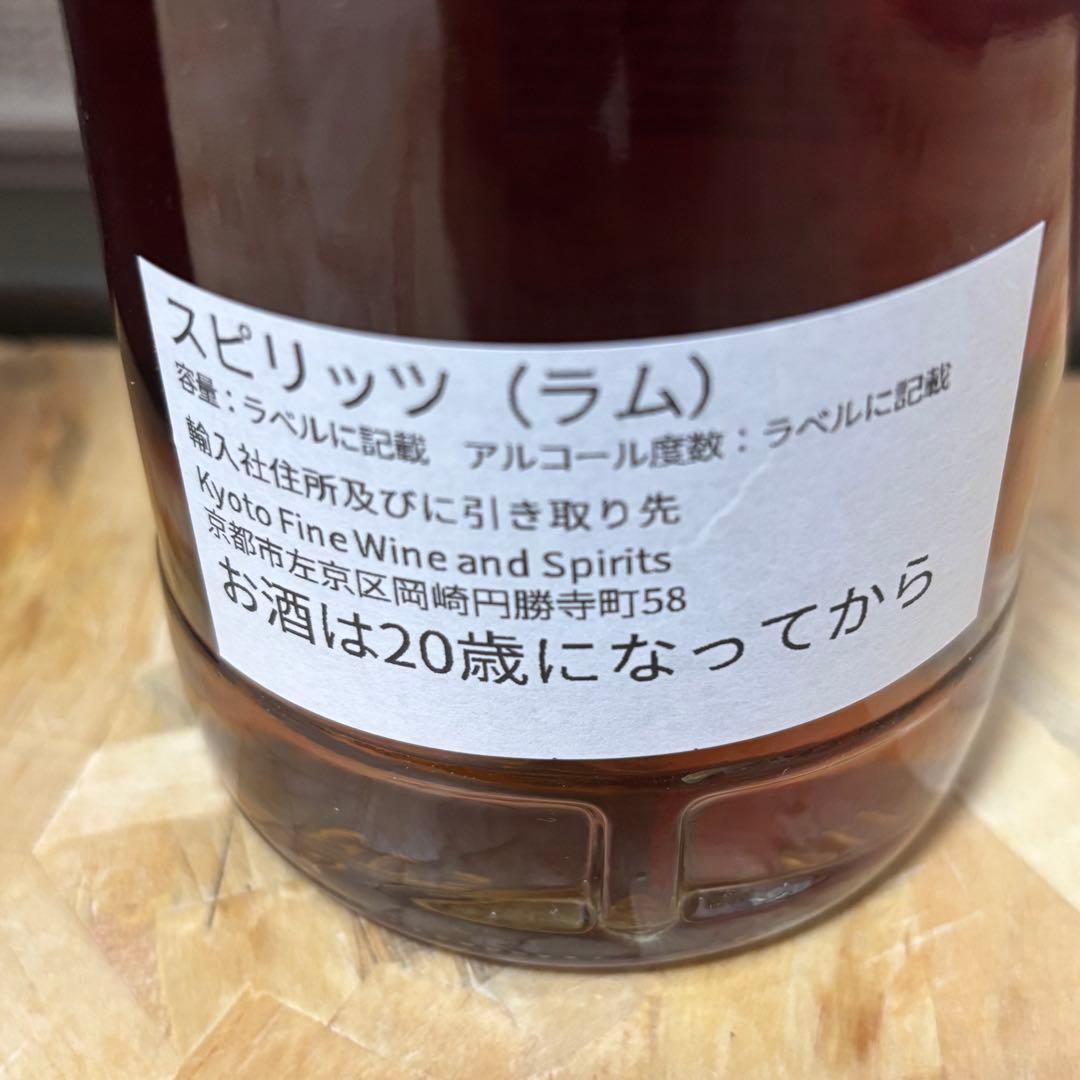 スピリッツ（ラム）
容量：ラベルに記載　アルコール度数：ラベルに記載
輸入社住所及びに引き取り先
Kyoto Fine Wine and Spirits
京都市左京区岡崎円勝寺町58
お酒は20歳になってから